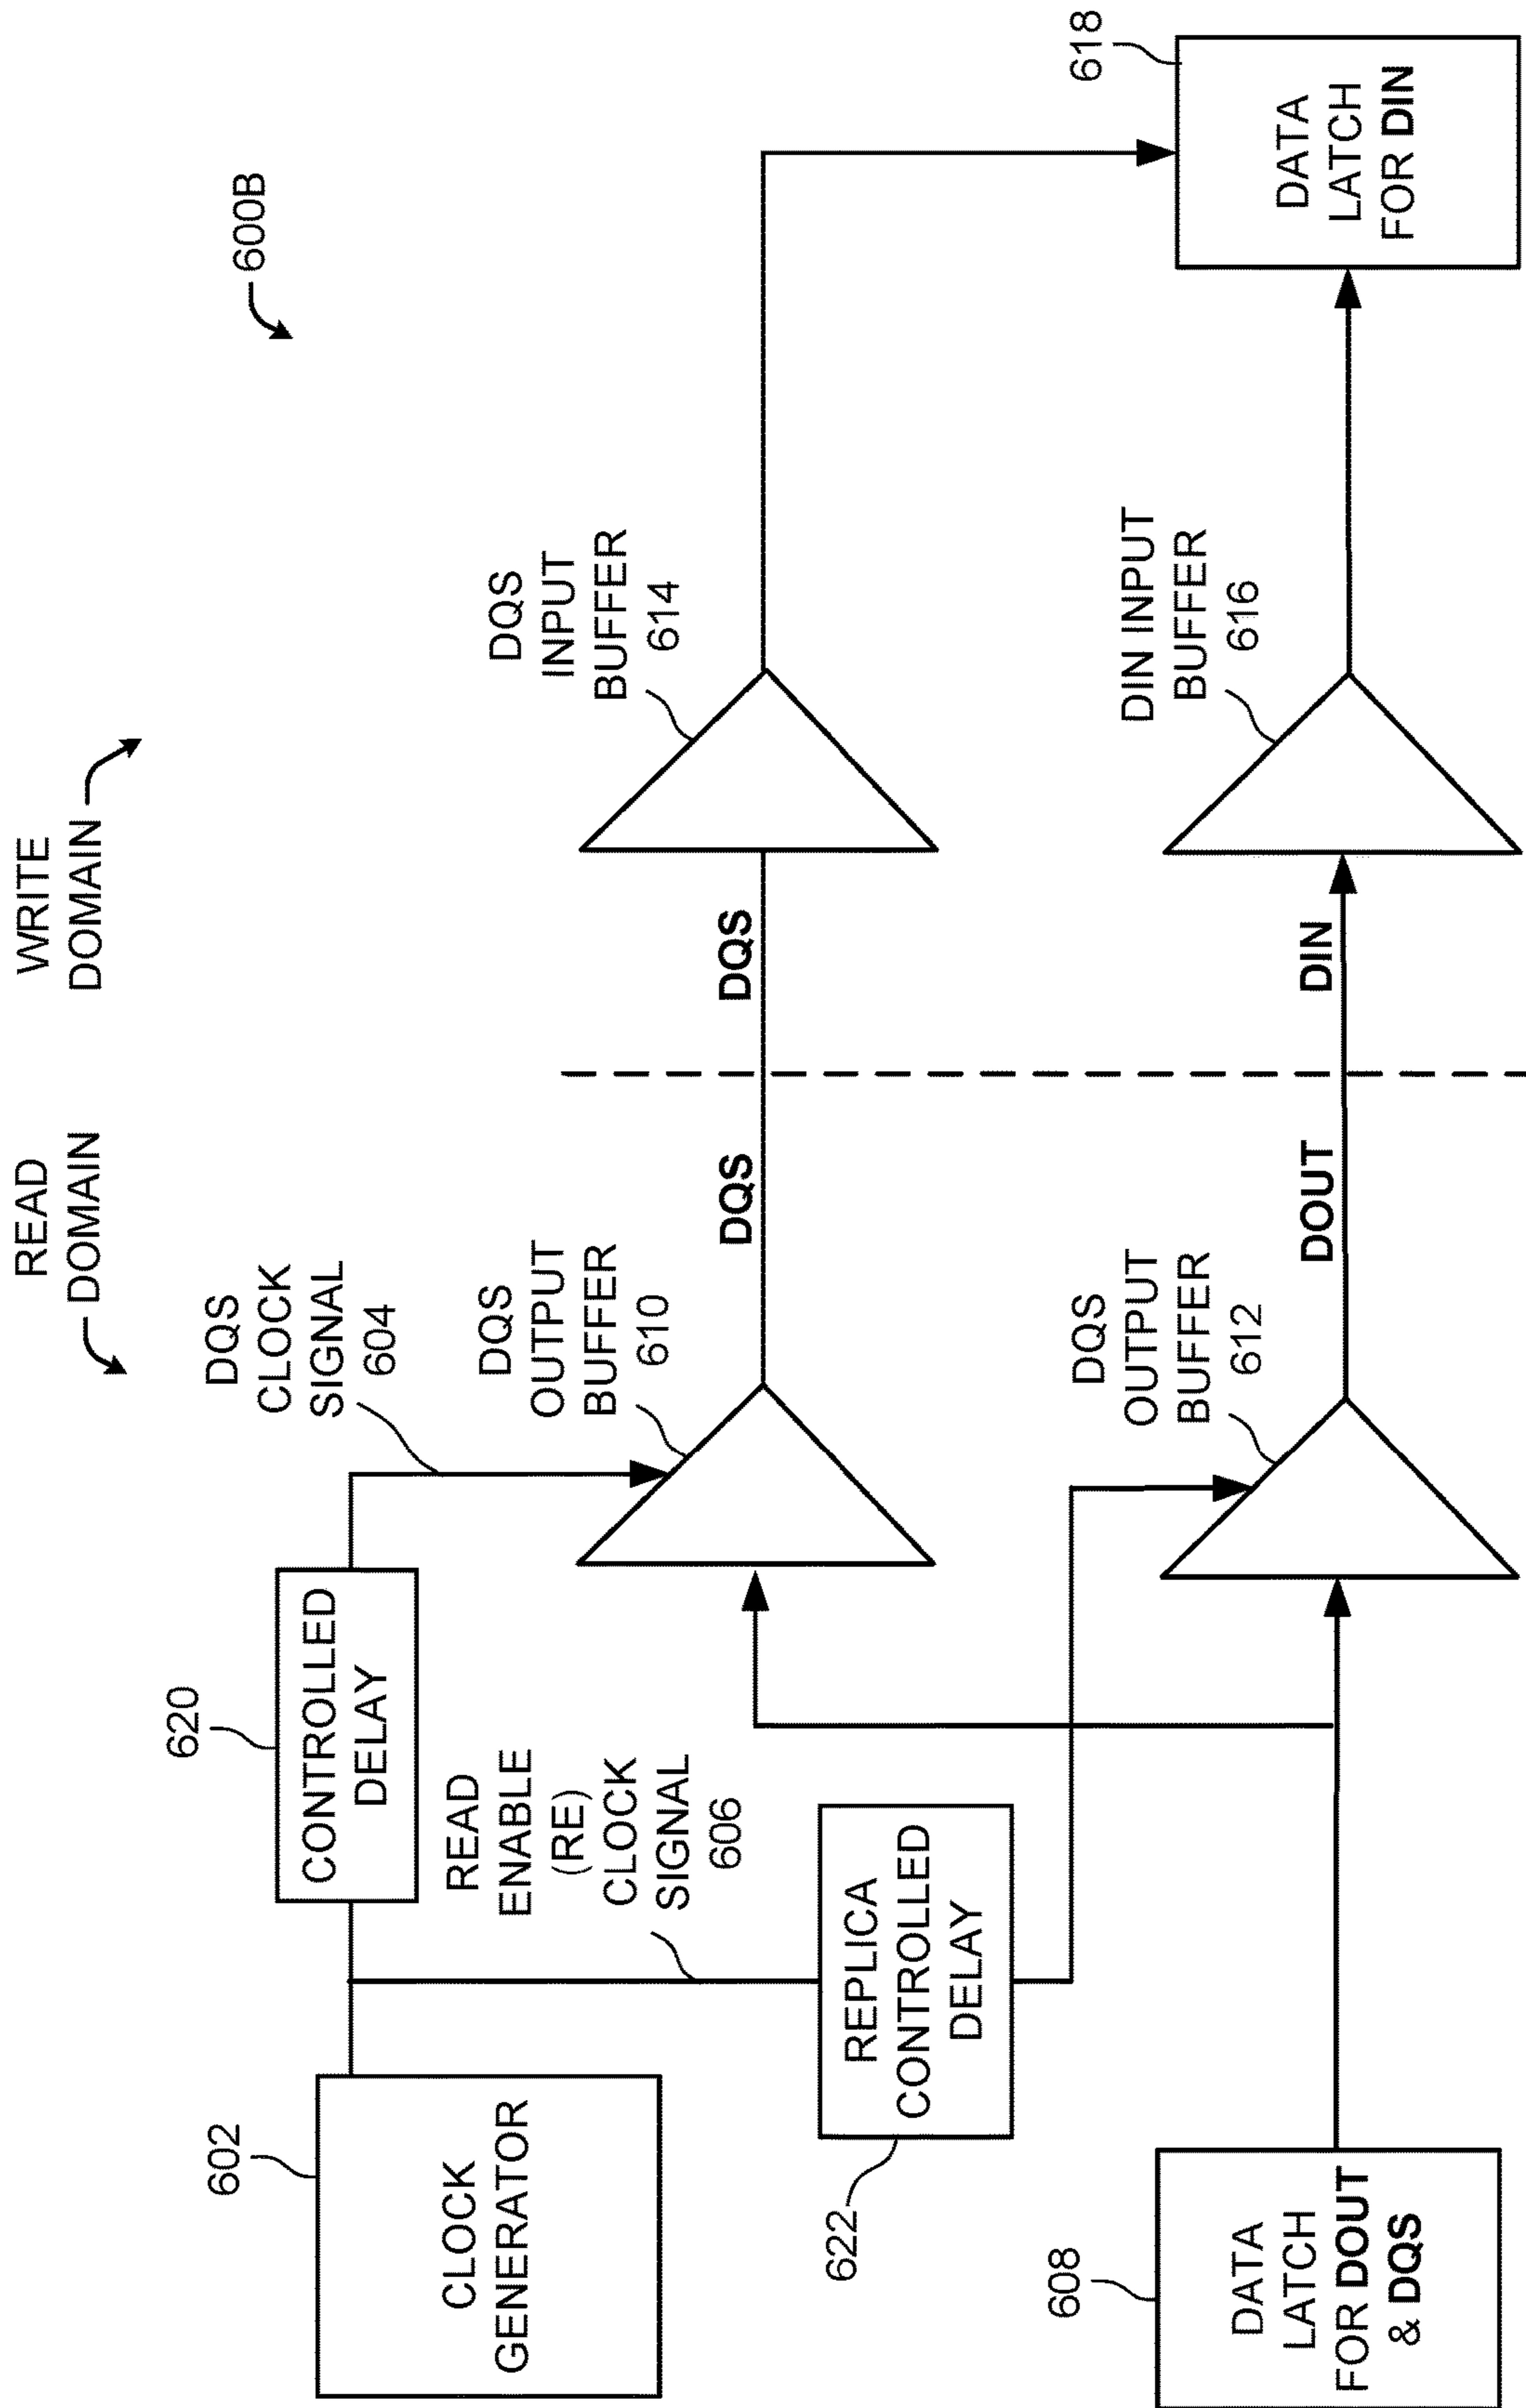 READ
DOMAIN
WRITE
DOMAIN
600B
602
CLOCK
GENERATOR
620
CONTROLLED
DELAY
DQS
CLOCK
SIGNAL
604
READ
ENABLE
(RE)
CLOCK
SIGNAL
606
DQS
OUTPUT
BUFFER
610
DQS
DQS
DQS
INPUT
BUFFER
614
622
REPLICA
CONTROLLED
DELAY
608
DATA
LATCH
FOR DOUT
& DQS
DQS
OUTPUT
BUFFER
612
DOUT
DIN
DIN INPUT
BUFFER
616
618
DATA
LATCH
FOR DIN